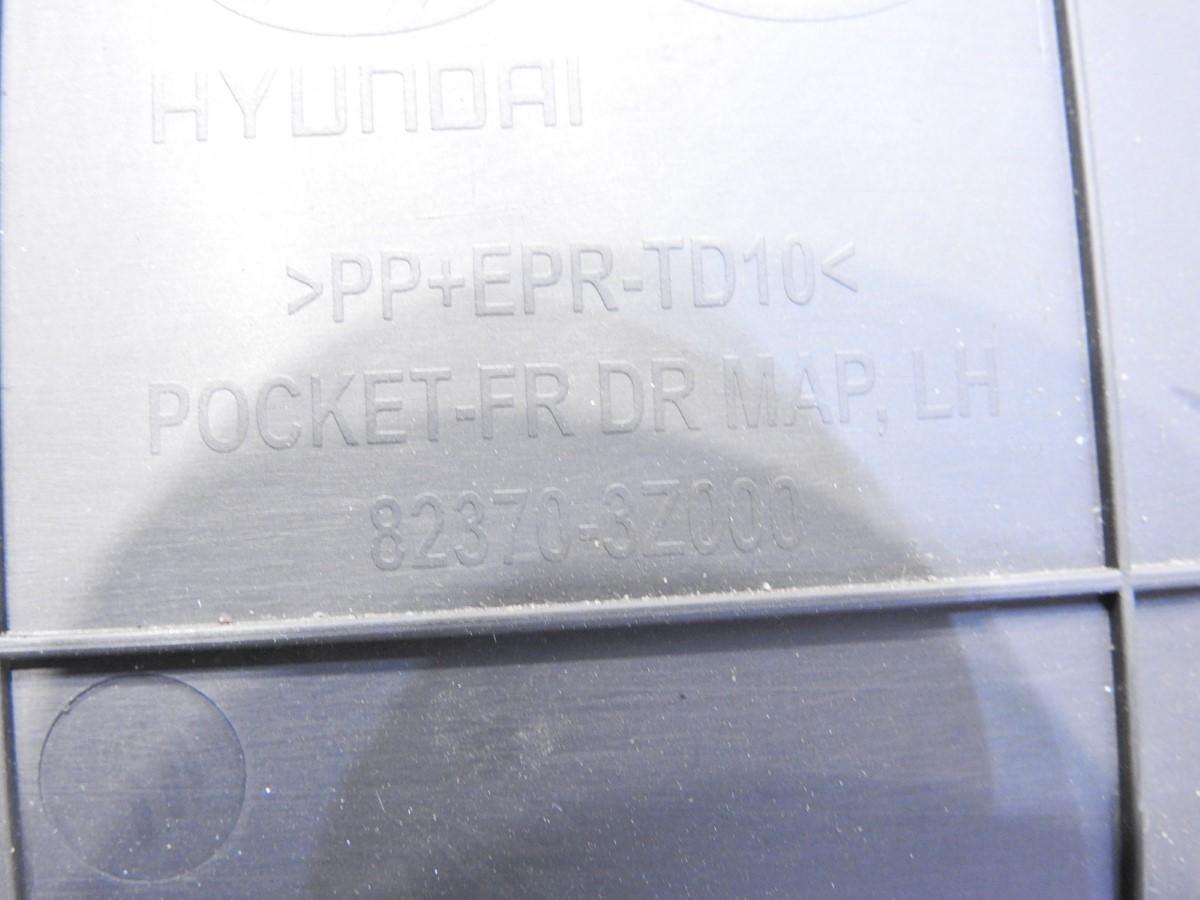 HYUNDAI
>PP+EPR-TD10<
POCKET-FR DR MAP, LH
82370-3Z000